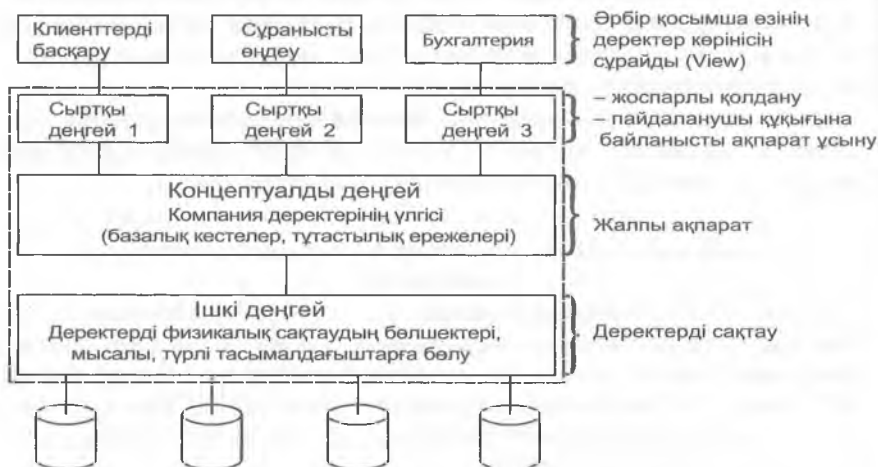 Клиенттерді
басқару
Сұранысты
өңдеу
Бухгалтерия
Әрбір қосымша өзінің
деректер көрінісін
сұрайды (View)
Сыртқы
деңгей 1
Сыртқы
деңгей 2
Сыртқы
деңгей 3
– жоспарлы қолдану
– пайдаланушы құқығына
байланысты ақпарат ұсыну
Концептуалды деңгей
Компания деректерінің үлгісі
(базалық кестелер, тұтастылық ережелері)
Жалпы ақпарат
Ішкі деңгей
Деректерді физикалық сақтаудың бөлшектері,
мысалы, түрлі тасымалдағыштарға бөлу
Деректерді сақтау